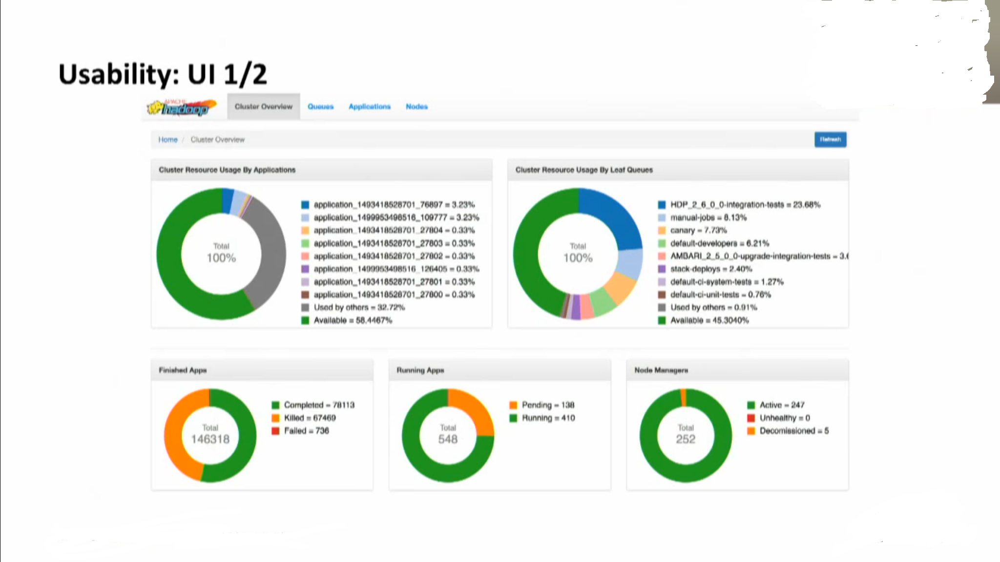 Usability: UI 1/2
APACHE
hadoop
Cluster Overview
Queues
Applications
Nodes
Home / Cluster Overview
Refresh
Cluster Resource Usage By Applications
Total
100%
application_1493418528701_76897 = 3.23%
application_1499953498516_109777 = 3.23%
application_1493418528701_27804 = 0.33%
application_1493418528701_27803 = 0.33%
application_1493418528701_27802 = 0.33%
application_1499953498516_126405 = 0.33%
application_1493418528701_27801 = 0.33%
application_1493418528701_27800 = 0.33%
Used by others = 32.72%
Available = 58.4467%
Cluster Resource Usage By Leaf Queues
Total
100%
HDP_2_6_0_0-integration-tests = 23.68%
manual-jobs = 8.13%
canary = 7.73%
default-developers = 6.21%
AMBARI_2_5_0_0-upgrade-integration-tests = 3.6
stack-deploys = 2.40%
default-ci-system-tests = 1.27%
default-ci-unit-tests = 0.76%
Used by others = 0.91%
Available = 45.3040%
Finished Apps
Total
146318
Completed = 78113
Killed = 67469
Failed = 736
Running Apps
Total
548
Pending = 138
Running = 410
Node Managers
Total
252
Active = 247
Unhealthy = 0
Decomissioned = 5